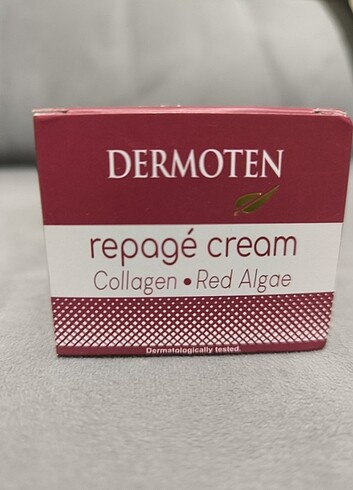 DERMOTEN
repagé cream
Collagen • Red Algae
Dermatologically tested.